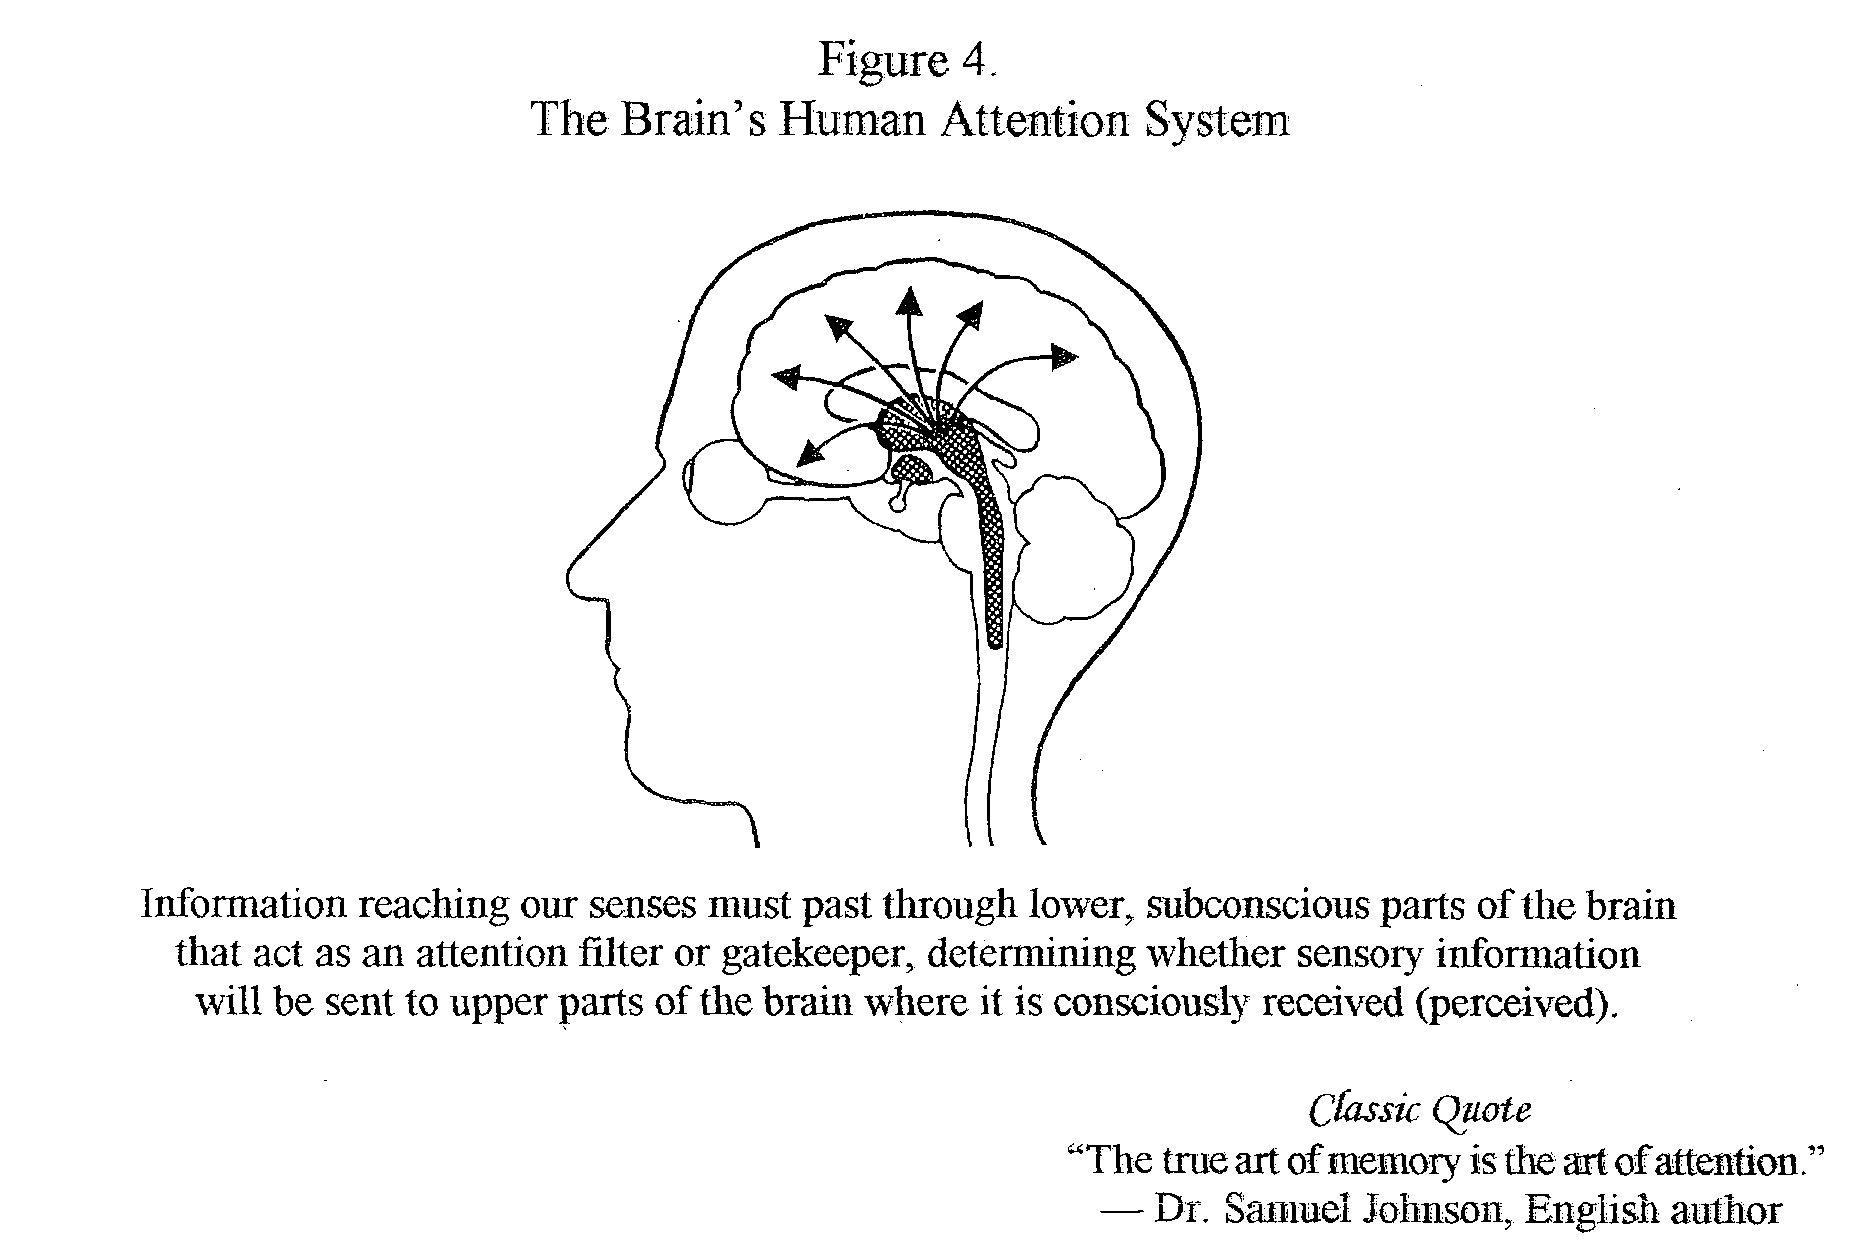 Figure 4.
The Brain's Human Attention System
Information reaching our senses must past through lower, subconscious parts of the brain
that act as an attention filter or gatekeeper, determining whether sensory information
will be sent to upper parts of the brain where it is consciously received (perceived).
Classic Quote
“The true art of memory is the art of attention.”
— Dr. Samuel Johnson, English author